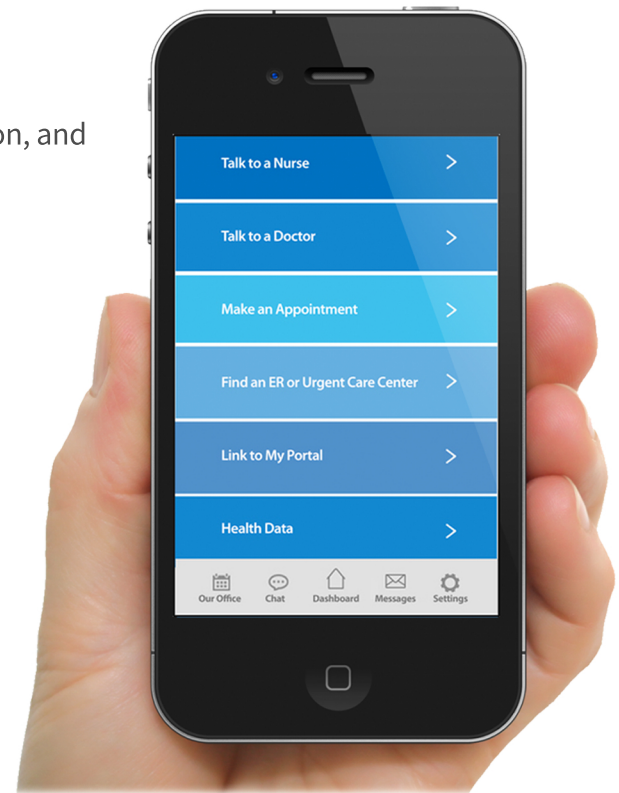 on, and
Talk to a Nurse
Talk to a Doctor
Make an Appointment
Find an ER or Urgent Care Center
Link to My Portal
Health Data
Our Office Chat Dashboard Messages Settings